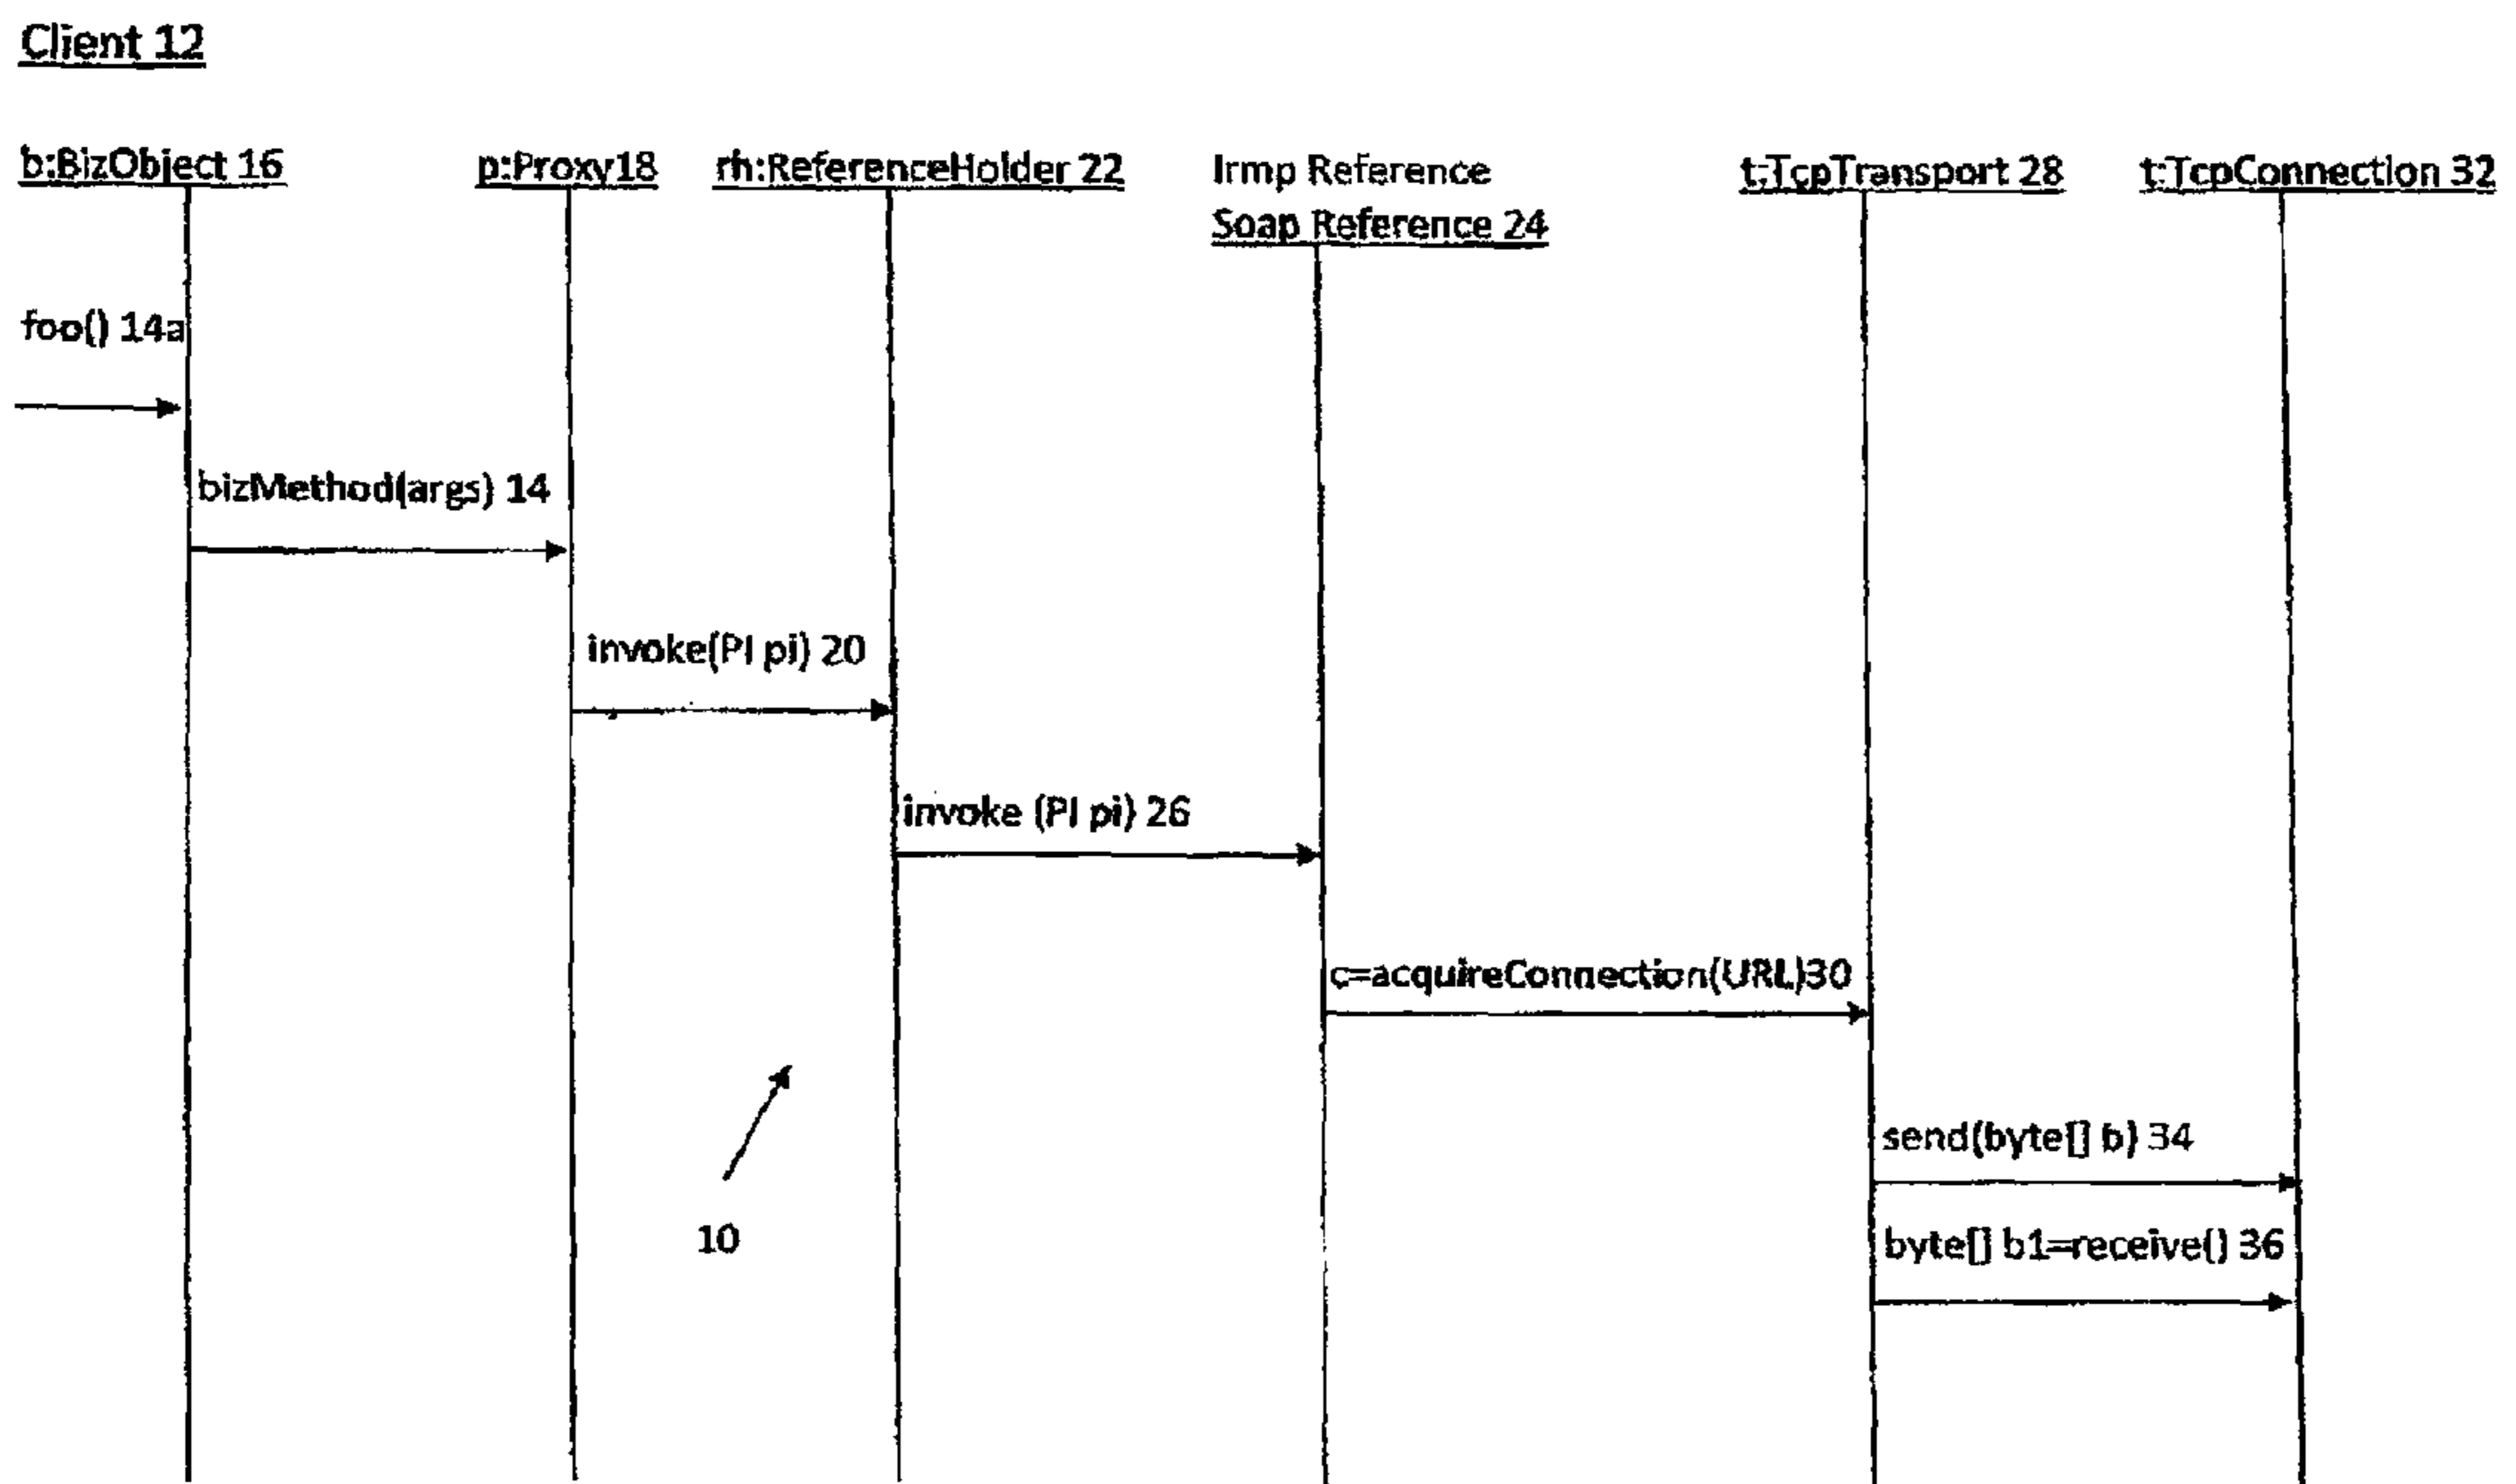 Client 12
b:BizObject 16
p:Proxy18
rh:ReferenceHolder 22
Irmp Reference
Soap Reference 24
t:TcpTransport 28
t:TcpConnection 32
foo() 14a
bizMethod(args) 14
invoke(PI pi) 20
invoke (PI pi) 26
c=acquireConnection(URL)30
send(byte[] b) 34
byte[] b1=receive() 36
10